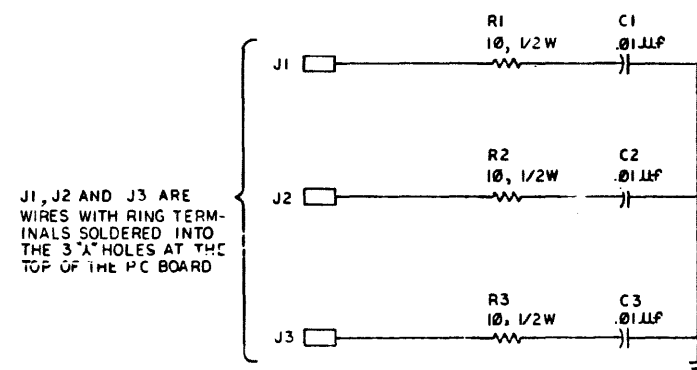 R1 C1
10, 1/2W .01µf
J1
R2 C2
10, 1/2W .01µf
J2
J1, J2 AND J3 ARE
WIRES WITH RING TERM-
INALS SOLDERED INTO
THE 3 "A" HOLES AT THE
TOP OF THE PC BOARD
R3 C3
10, 1/2W .01µf
J3